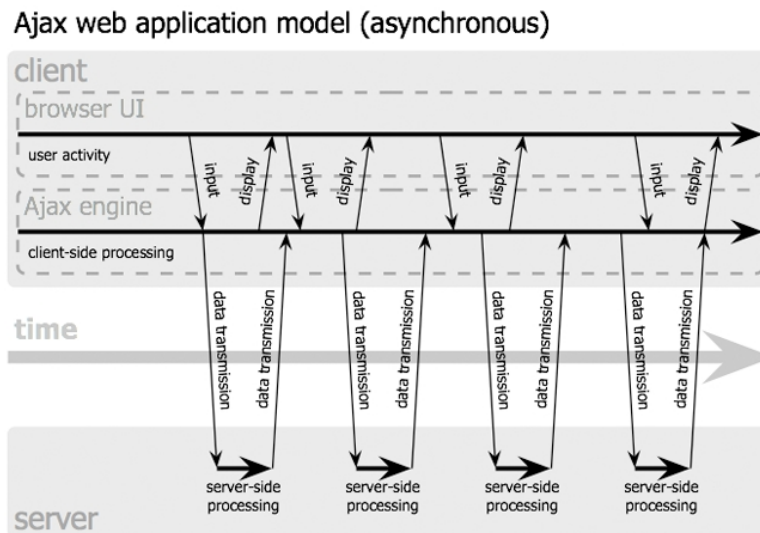 Ajax web application model (asynchronous)
client
browser UI
user activity
input
display
input
display
input
display
input
display
Ajax engine
client-side processing
data transmission
data transmission
data transmission
data transmission
data transmission
data transmission
data transmission
data transmission
time
server-side
processing
server-side
processing
server-side
processing
server-side
processing
server